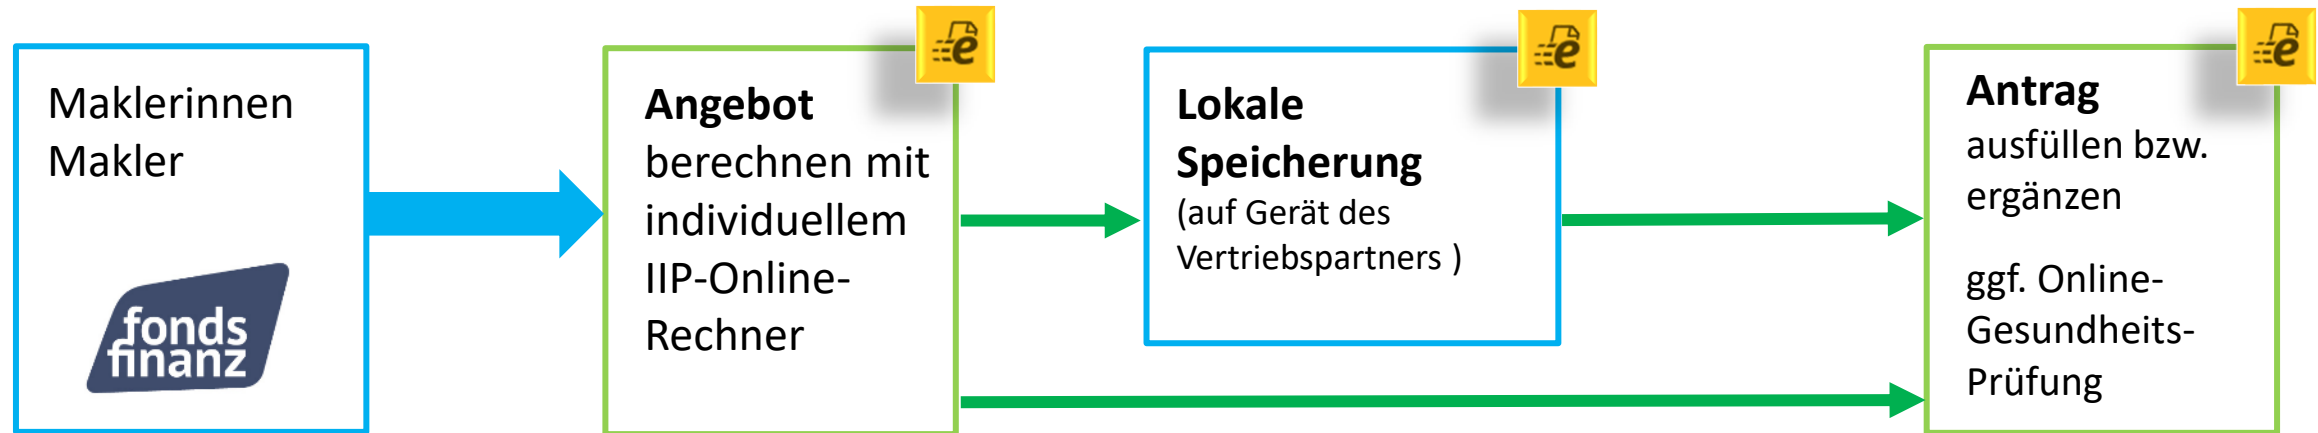 Maklerinnen
Makler
fonds
finanz
Angebot
berechnen mit
individuellem
IIP-Online-
Rechner
e
Lokale
Speicherung
(auf Gerät des
Vertriebspartners )
e
Antrag
ausfüllen bzw.
ergänzen
ggf. Online-
Gesundheits-
Prüfung
e